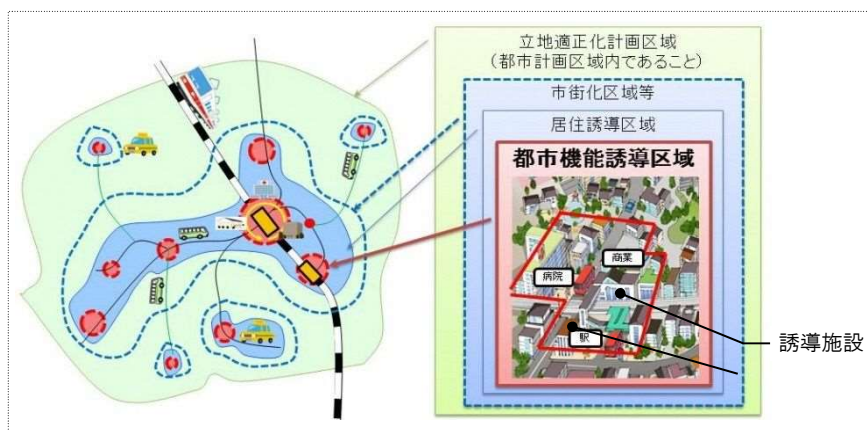 立地適正化計画区域
（都市計画区域内であること）
市街化区域等
居住誘導区域
都市機能誘導区域
商業
病院
誘導施設
駅